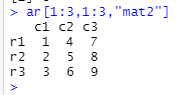 > ar[1:3,1:3,"mat2"]
   c1 c2 c3
r1  1  4  7
r2  2  5  8
r3  3  6  9
>